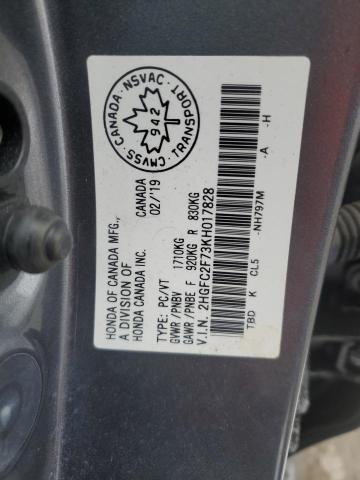 HONDA OF CANADA MFG., CANADA
A DIVISION OF 02/'19
HONDA CANADA INC.
CANADA · NSVAC
942
CMVSS · TRANSPORT
TYPE: PC/VT
GVWR/PNBV 1710KG
GAWR/PNBE F 920KG R 830KG
V.I.N. 2HGFC2F73KH017828
TBD K CL5 -NH797M -A -H